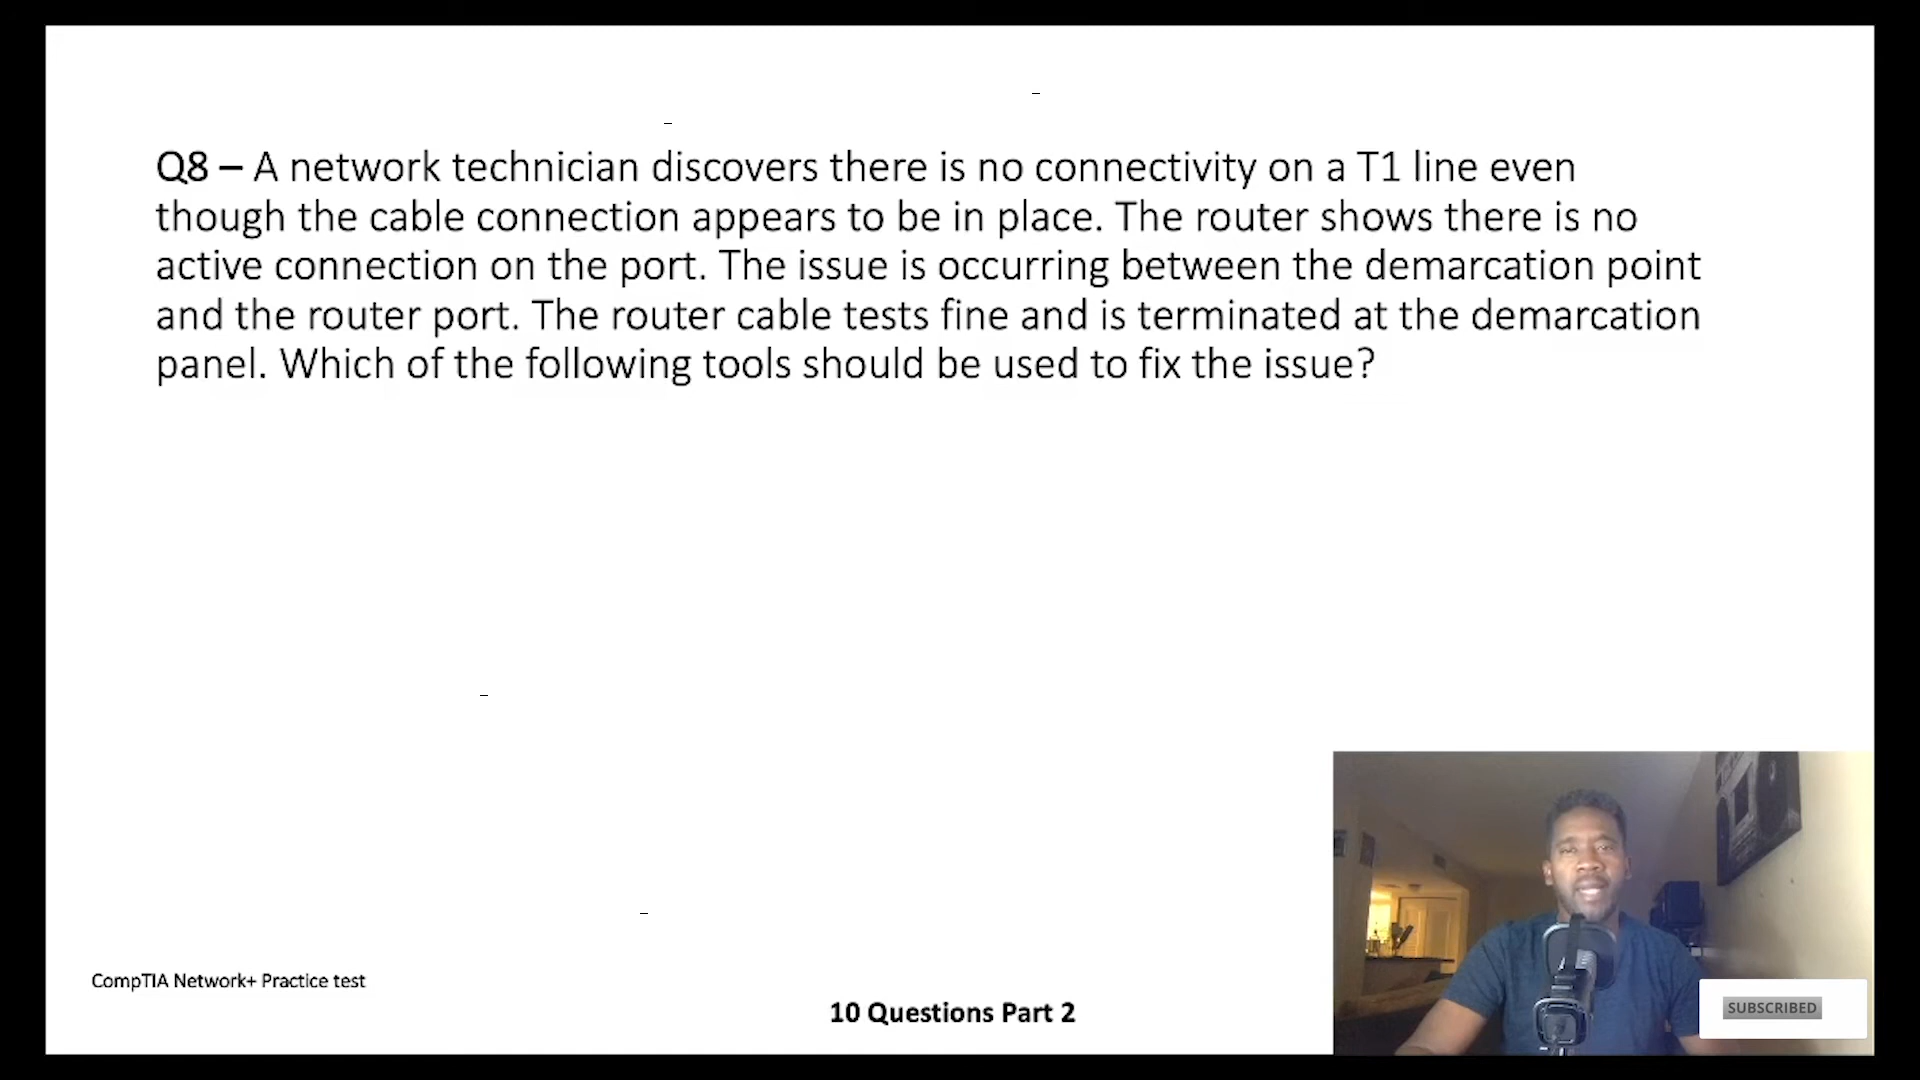 Q8 – A network technician discovers there is no connectivity on a T1 line even
though the cable connection appears to be in place. The router shows there is no
active connection on the port. The issue is occurring between the demarcation point
and the router port. The router cable tests fine and is terminated at the demarcation
panel. Which of the following tools should be used to fix the issue?
CompTIA Network+ Practice test
10 Questions Part 2
SUBSCRIBED